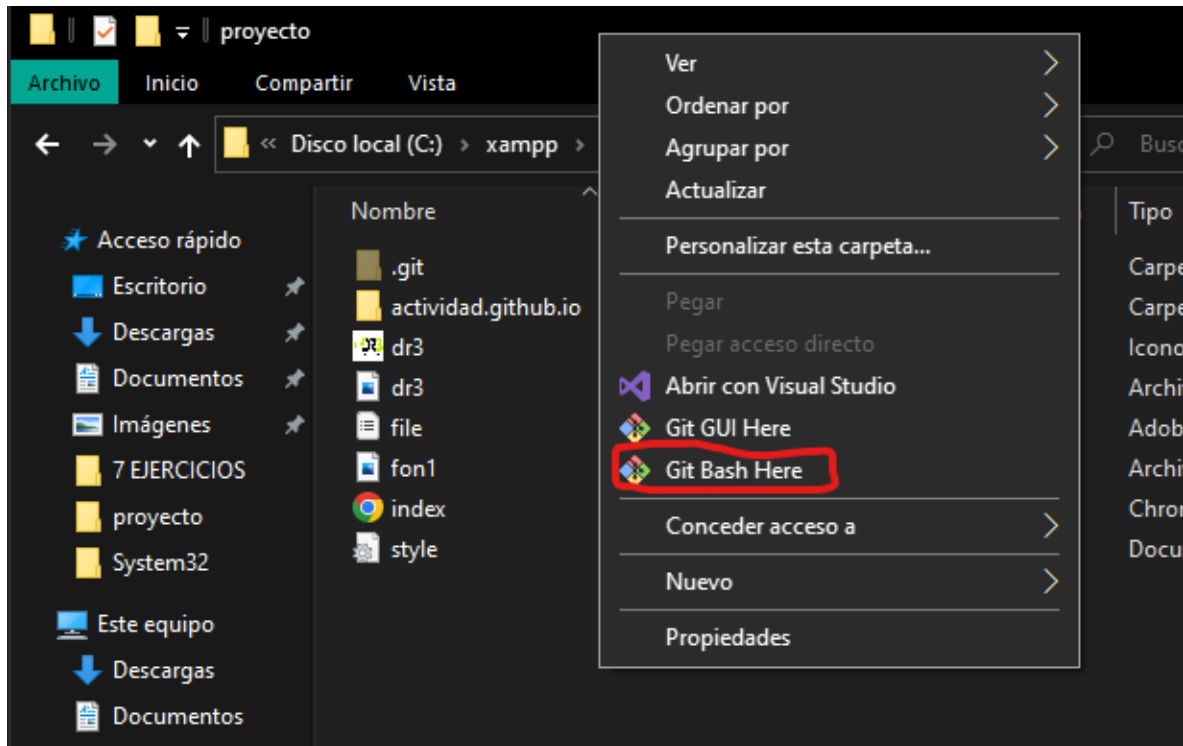 proyecto
Archivo Inicio Compartir Vista
« Disco local (C:) › xampp ›
Acceso rápido
Escritorio
Descargas
Documentos
Imágenes
7 EJERCICIOS
proyecto
System32
Este equipo
Descargas
Documentos
Nombre
.git
actividad.github.io
dr3
dr3
file
fon1
index
style
Ver
Ordenar por
Agrupar por
Actualizar
Personalizar esta carpeta...
Pegar
Pegar acceso directo
Abrir con Visual Studio
Git GUI Here
Git Bash Here
Conceder acceso a
Nuevo
Propiedades
Busc
Tipo
Carpe
Carpe
Icono
Archi
Adob
Archi
Chron
Docu